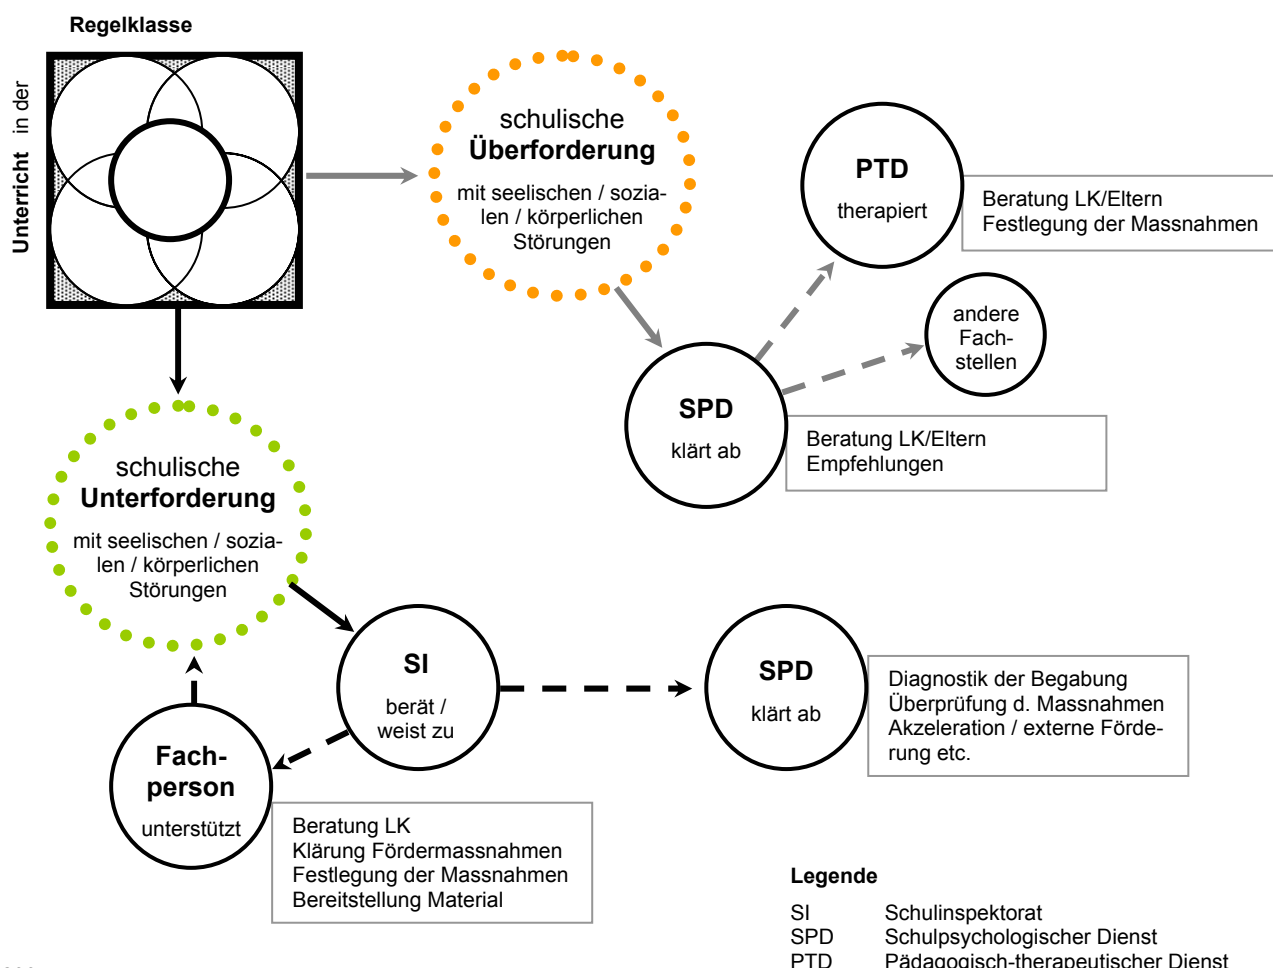 Regelklasse
Unterricht in der
schulische
Überforderung
mit seelischen / sozia-
len / körperlichen
Störungen
PTD
therapiert
Beratung LK/Eltern
Festlegung der Massnahmen
andere
Fach-
stellen
SPD
klärt ab
Beratung LK/Eltern
Empfehlungen
schulische
Unterforderung
mit seelischen / sozia-
len / körperlichen
Störungen
SI
berät /
weist zu
SPD
klärt ab
Diagnostik der Begabung
Überprüfung d. Massnahmen
Akzeleration / externe Förde-
rung etc.
Fach-
person
unterstützt
Beratung LK
Klärung Fördermassnahmen
Festlegung der Massnahmen
Bereitstellung Material
Legende
SI Schulinspektorat
SPD Schulpsychologischer Dienst
PTD Pädagogisch-therapeutischer Dienst